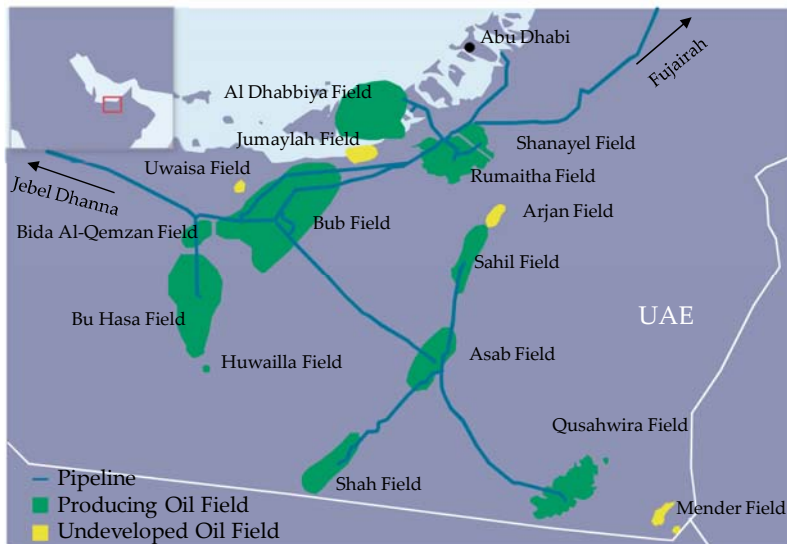 Abu Dhabi
Fujairah
Al Dhabbiya Field
Jumaylah Field
Shanayel Field
Uwaisa Field
Rumaitha Field
Jebel Dhanna
Arjan Field
Bub Field
Bida Al-Qemzan Field
Sahil Field
Bu Hasa Field
UAE
Huwailla Field
Asab Field
Qusahwira Field
Pipeline
Shah Field
Producing Oil Field
Mender Field
Undeveloped Oil Field